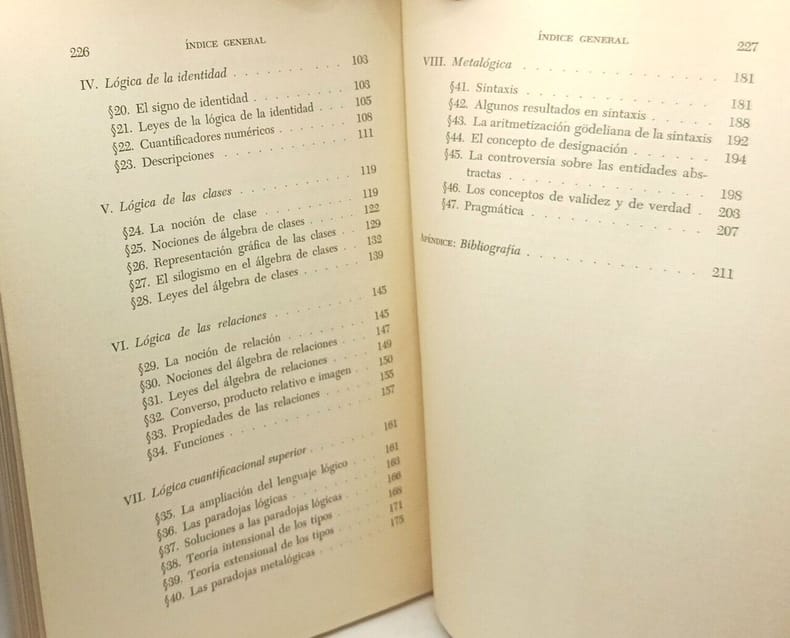 226
ÍNDICE GENERAL
IV. Lógica de la identidad . . . . . . . . 103
§20. El signo de identidad . . . . . . . 103
§21. Leyes de la lógica de la identidad . . . 105
§22. Cuantificadores numéricos . . . . . . 108
§23. Descripciones . . . . . . . . . 111
V. Lógica de las clases . . . . . . . . . 119
§24. La noción de clase . . . . . . . . 119
§25. Nociones de álgebra de clases . . . . 122
§26. Representación gráfica de las clases . . 129
§27. El silogismo en el álgebra de clases . . 132
§28. Leyes del álgebra de clases . . . . . 139
VI. Lógica de las relaciones . . . . . . . . 145
§29. La noción de relación . . . . . . . 145
§30. Nociones del álgebra de relaciones . . . 147
§31. Leyes del álgebra de relaciones . . . . 149
§32. Converso, producto relativo e imagen . 150
§33. Propiedades de las relaciones . . . . 155
§34. Funciones . . . . . . . . . . 157
VII. Lógica cuantificacional superior . . . . . . 161
§35. La ampliación del lenguaje lógico . . . 161
§36. Las paradojas lógicas . . . . . . . 163
§37. Soluciones a las paradojas lógicas . . . 166
§38. Teoría intensional de los tipos . . . . 168
§39. Teoría extensional de los tipos . . . . 171
§40. Las paradojas metalógicas . . . . . 175
ÍNDICE GENERAL
227
VIII. Metalógica . . . . . . . . . . . 181
§41. Sintaxis . . . . . . . . . . . 181
§42. Algunos resultados en sintaxis . . . . 188
§43. La aritmetización gödeliana de la sintaxis 192
§44. El concepto de designación . . . . . 194
§45. La controversia sobre las entidades abs-
tractas . . . . . . . . . . . 198
§46. Los conceptos de validez y de verdad . 203
§47. Pragmática . . . . . . . . . . 207
APÉNDICE: Bibliografía . . . . . . . . . . 211